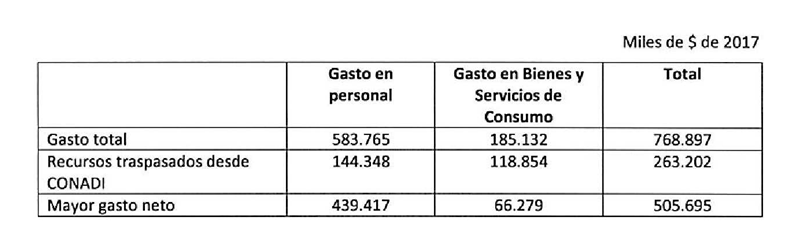 Miles de $ de 2017
Gasto en personal Gasto en Bienes y Servicios de Consumo Total
Gasto total 583.765 185.132 768.897
Recursos traspasados desde CONADI 144.348 118.854 263.202
Mayor gasto neto 439.417 66.279 505.695